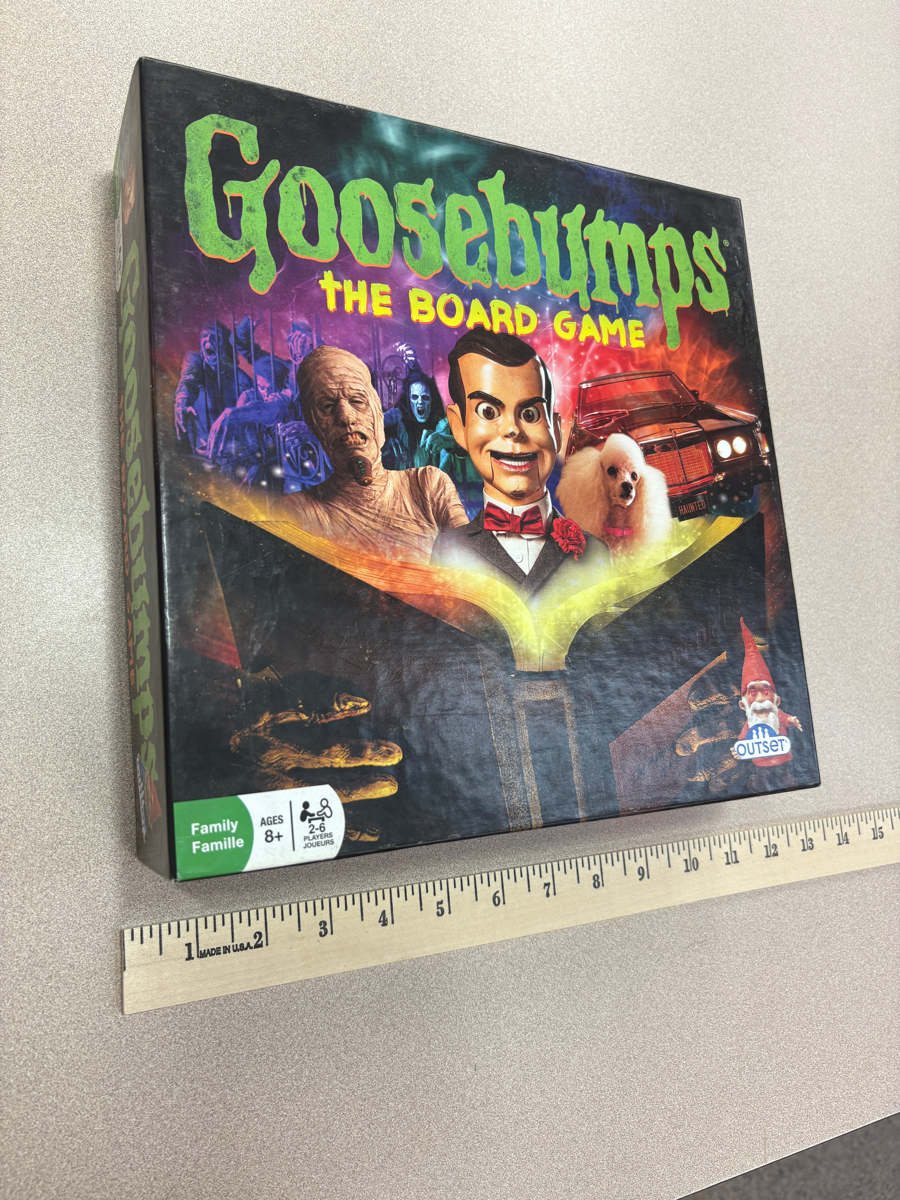 Goosebumps®
THE BOARD GAME
HAUNTED
OUTSET®
Family
Famille
AGES
8+
2-6
PLAYERS
JOUEURS
Goosebumps
1 2 3 4 5 6 7 8 9 10 11 12 13 14 15
MADE IN U.S.A.